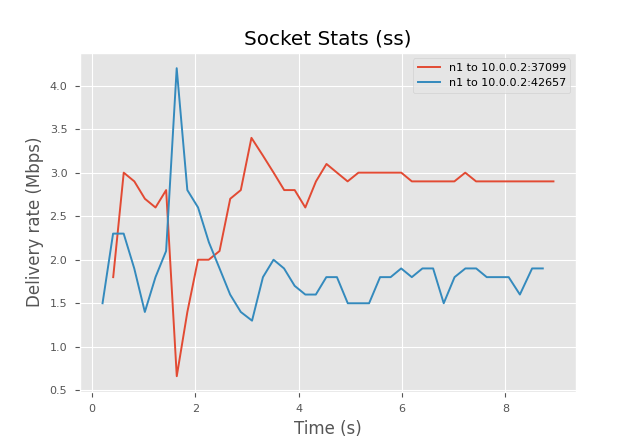 Socket Stats (ss)
n1 to 10.0.0.2:37099
n1 to 10.0.0.2:42657
Delivery rate (Mbps)
4.0
3.5
3.0
2.5
2.0
1.5
1.0
0.5
0 2 4 6 8
Time (s)